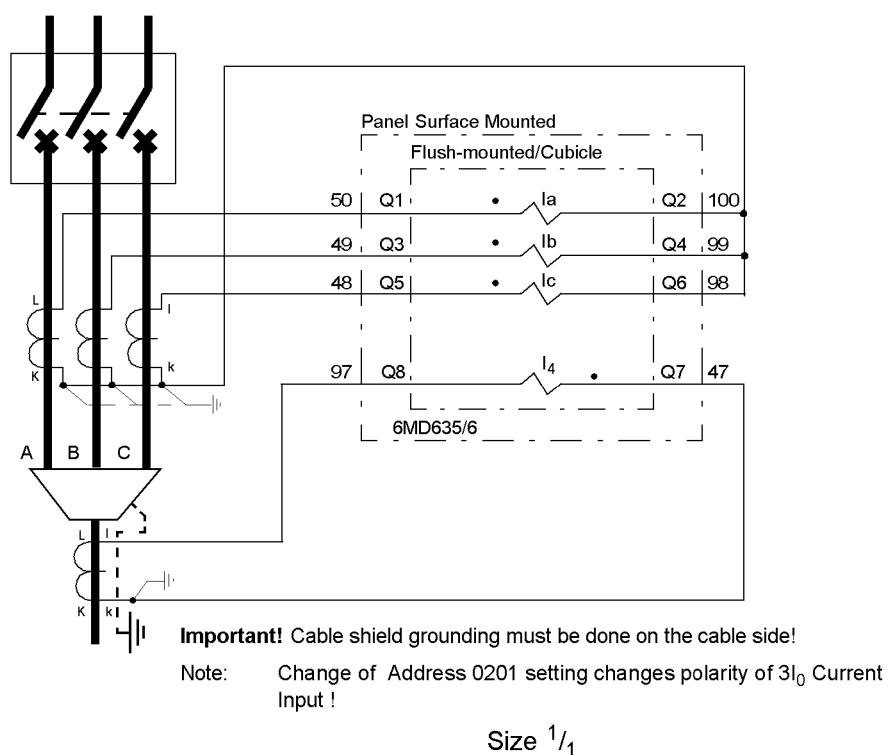 Panel Surface Mounted
Flush-mounted/Cubicle
50 Q1 Ia Q2 100
49 Q3 Ib Q4 99
48 Q5 Ic Q6 98
L l
K k
97 Q8 I4 Q7 47
6MD635/6
A B C
L l
K k
Important! Cable shield grounding must be done on the cable side!
Note: Change of Address 0201 setting changes polarity of 3I0 Current
Input !
Size 1/1